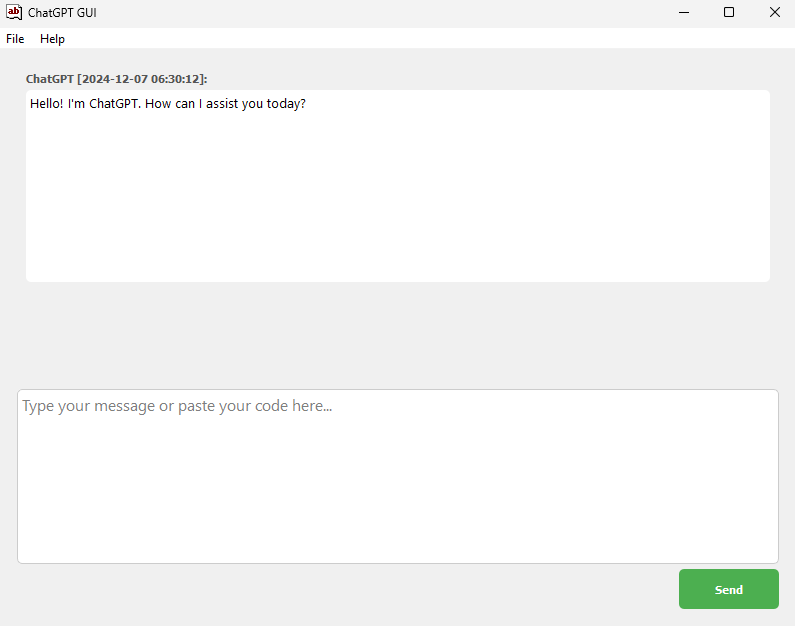 ab
ChatGPT GUI
File Help
ChatGPT [2024-12-07 06:30:12]:
Hello! I'm ChatGPT. How can I assist you today?
Type your message or paste your code here...
Send